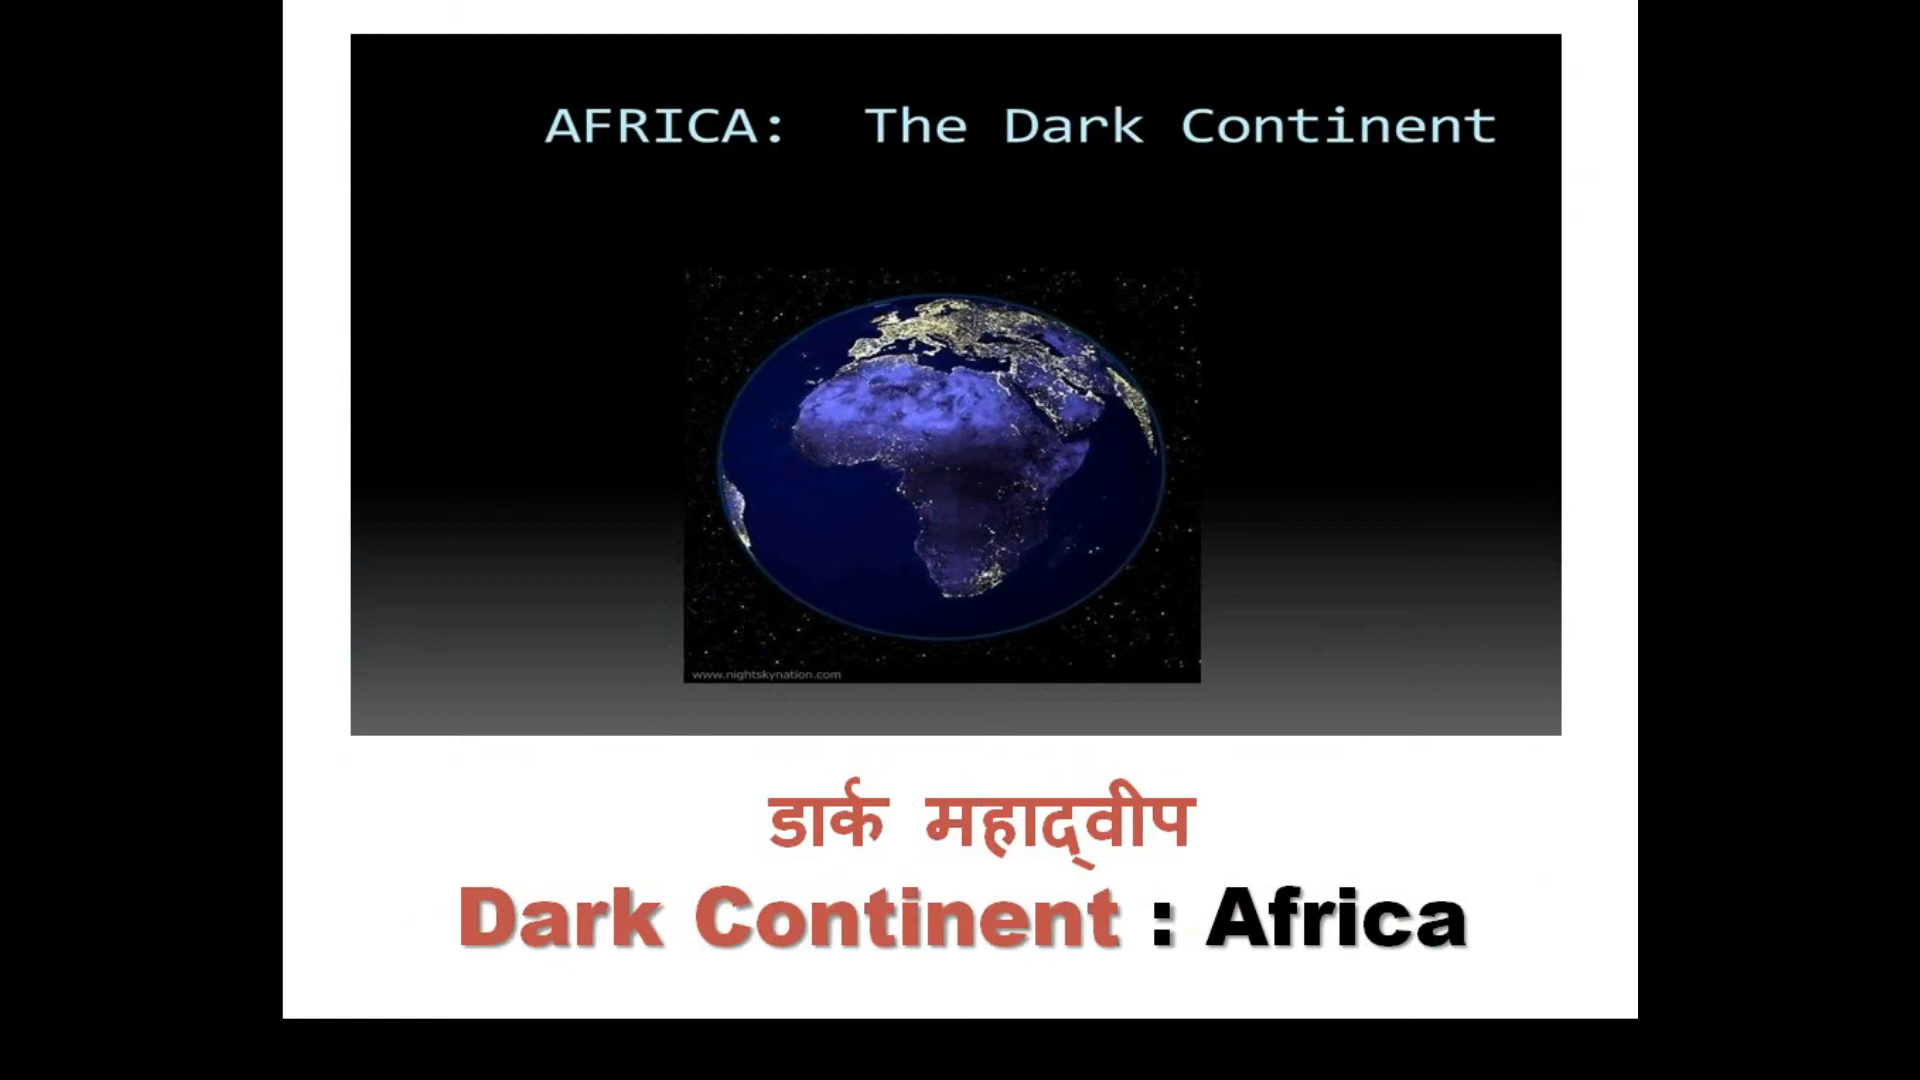 AFRICA: The Dark Continent
www.nightskynation.com
डार्क महाद्वीप
Dark Continent : Africa